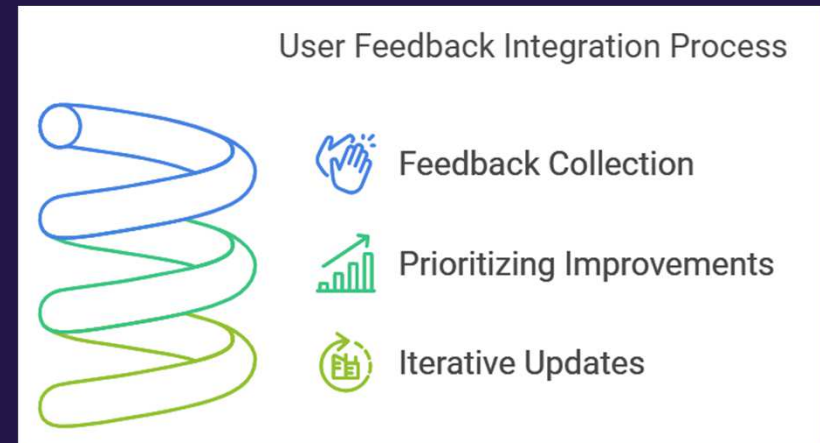 User Feedback Integration Process
Feedback Collection
Prioritizing Improvements
Iterative Updates